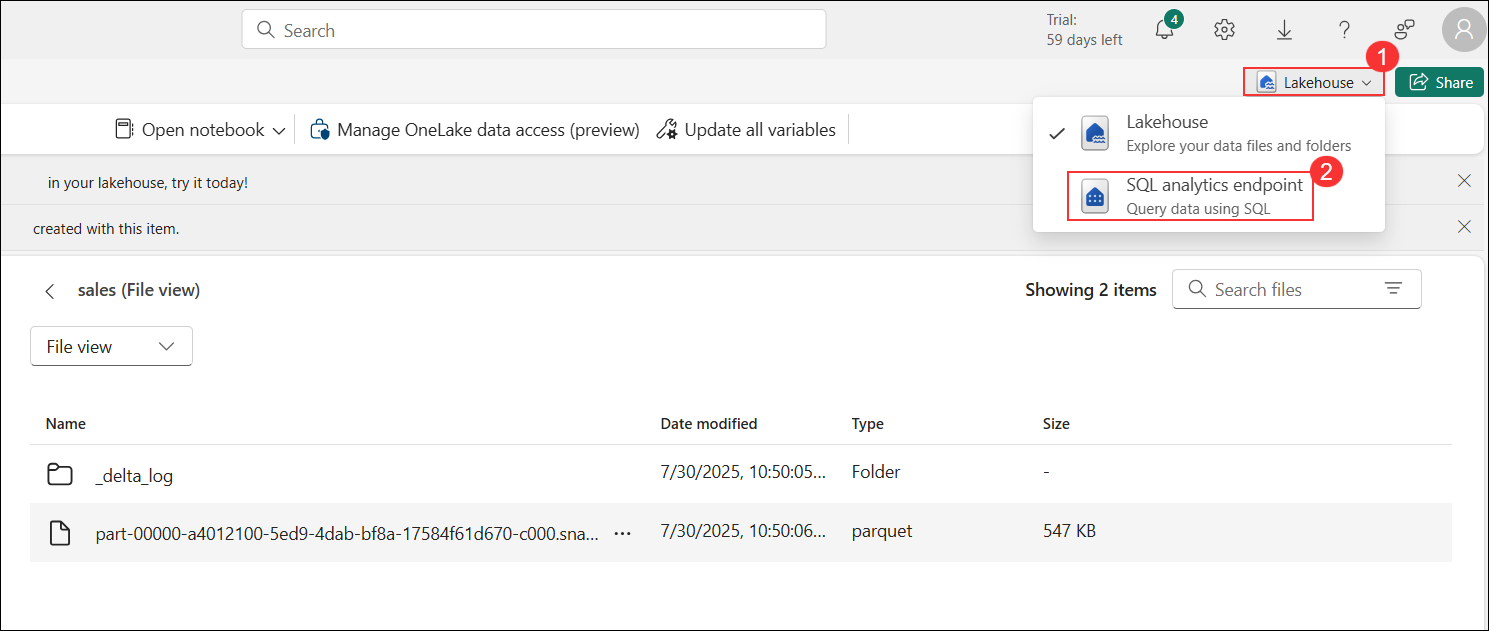 Search
Trial:
59 days left
4
1
Lakehouse
Share
Open notebook
Manage OneLake data access (preview)
Update all variables
Lakehouse
Explore your data files and folders
2
SQL analytics endpoint
Query data using SQL
in your lakehouse, try it today!
created with this item.
sales (File view)
Showing 2 items
Search files
File view
Name Date modified Type Size
_delta_log 7/30/2025, 10:50:05... Folder -
part-00000-a4012100-5ed9-4dab-bf8a-17584f61d670-c000.sna... ... 7/30/2025, 10:50:06... parquet 547 KB